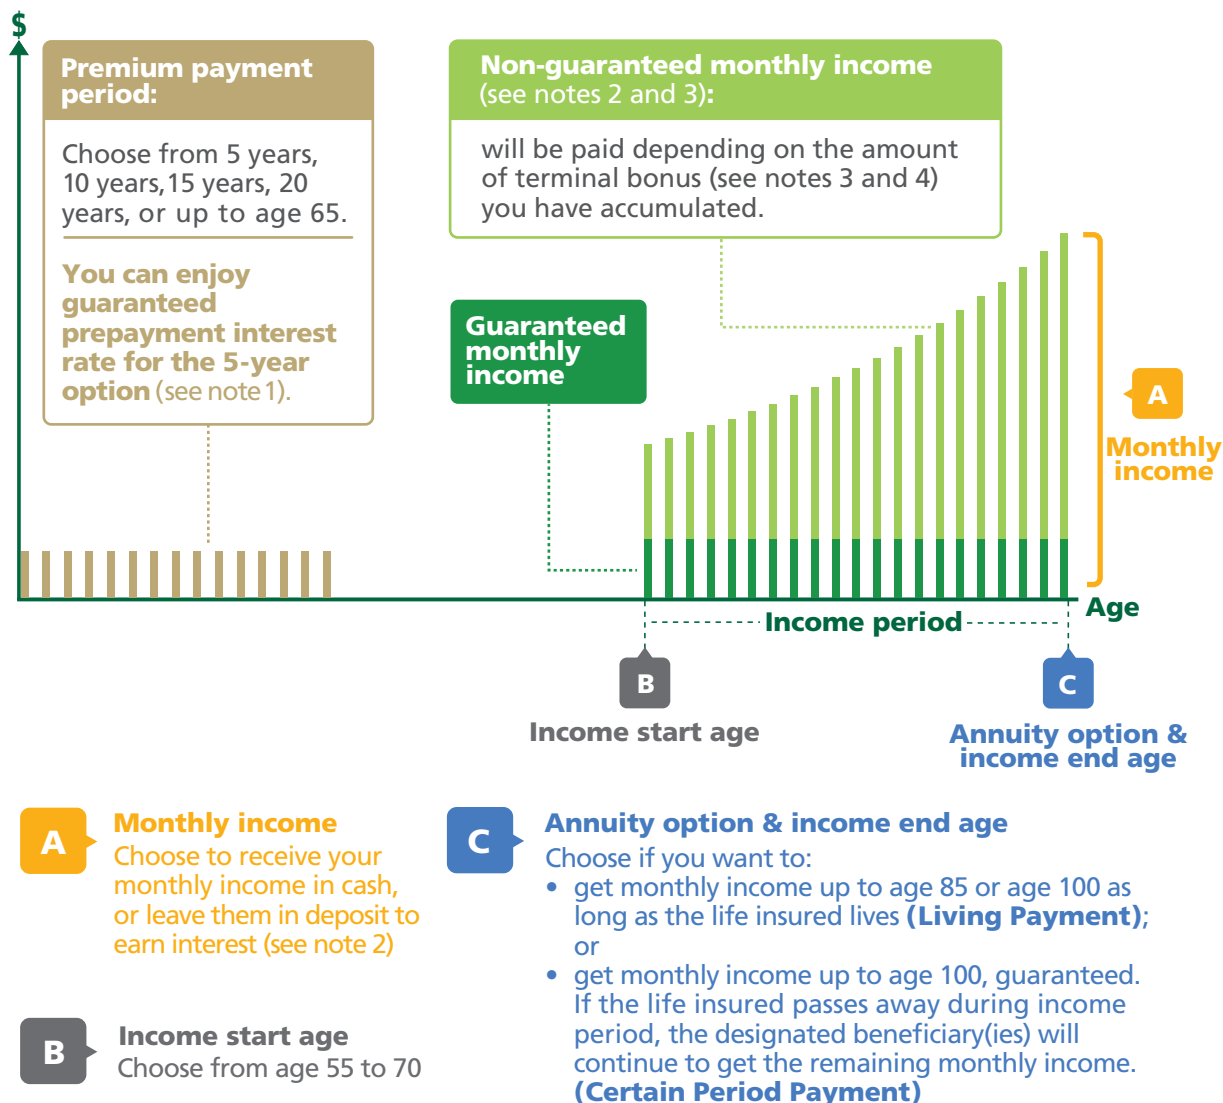 $
Premium payment
period:
Choose from 5 years,
10 years,15 years, 20
years, or up to age 65.
You can enjoy
guaranteed
prepayment interest
rate for the 5-year
option (see note 1).
Non-guaranteed monthly income
(see notes 2 and 3):
will be paid depending on the amount
of terminal bonus (see notes 3 and 4)
you have accumulated.
Guaranteed
monthly
income
A
Monthly
income
Age
Income period
B
Income start age
C
Annuity option &
income end age
A
Monthly income
Choose to receive your
monthly income in cash,
or leave them in deposit to
earn interest (see note 2)
B
Income start age
Choose from age 55 to 70
C
Annuity option & income end age
Choose if you want to:
• get monthly income up to age 85 or age 100 as
long as the life insured lives (Living Payment);
or
• get monthly income up to age 100, guaranteed.
If the life insured passes away during income
period, the designated beneficiary(ies) will
continue to get the remaining monthly income.
(Certain Period Payment)